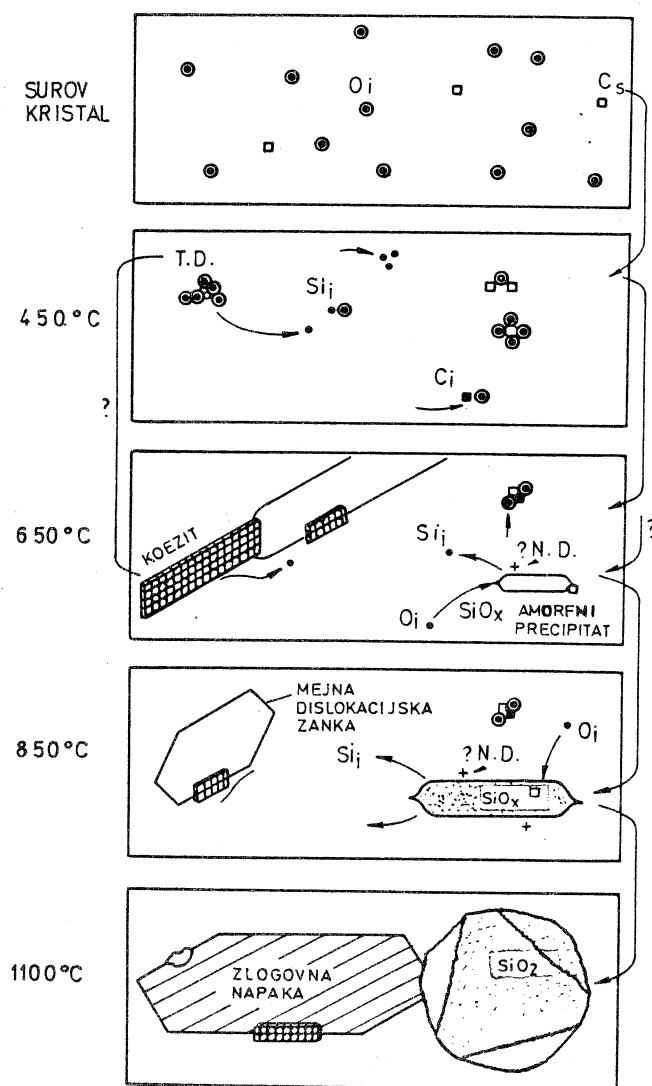 SUROV
KRISTAL
Oi
Cs
450°C
T.D.
Sii
Ci
?
650°C
KOEZIT
Sii
?N.D.
?
Oi
SiOx
AMORFNI
PRECIPITAT
850°C
MEJNA
DISLOKACIJSKA
ZANKA
Sii
?N.D.
Oi
SiOx
1100°C
ZLOGOVNA
NAPAKA
SiO2